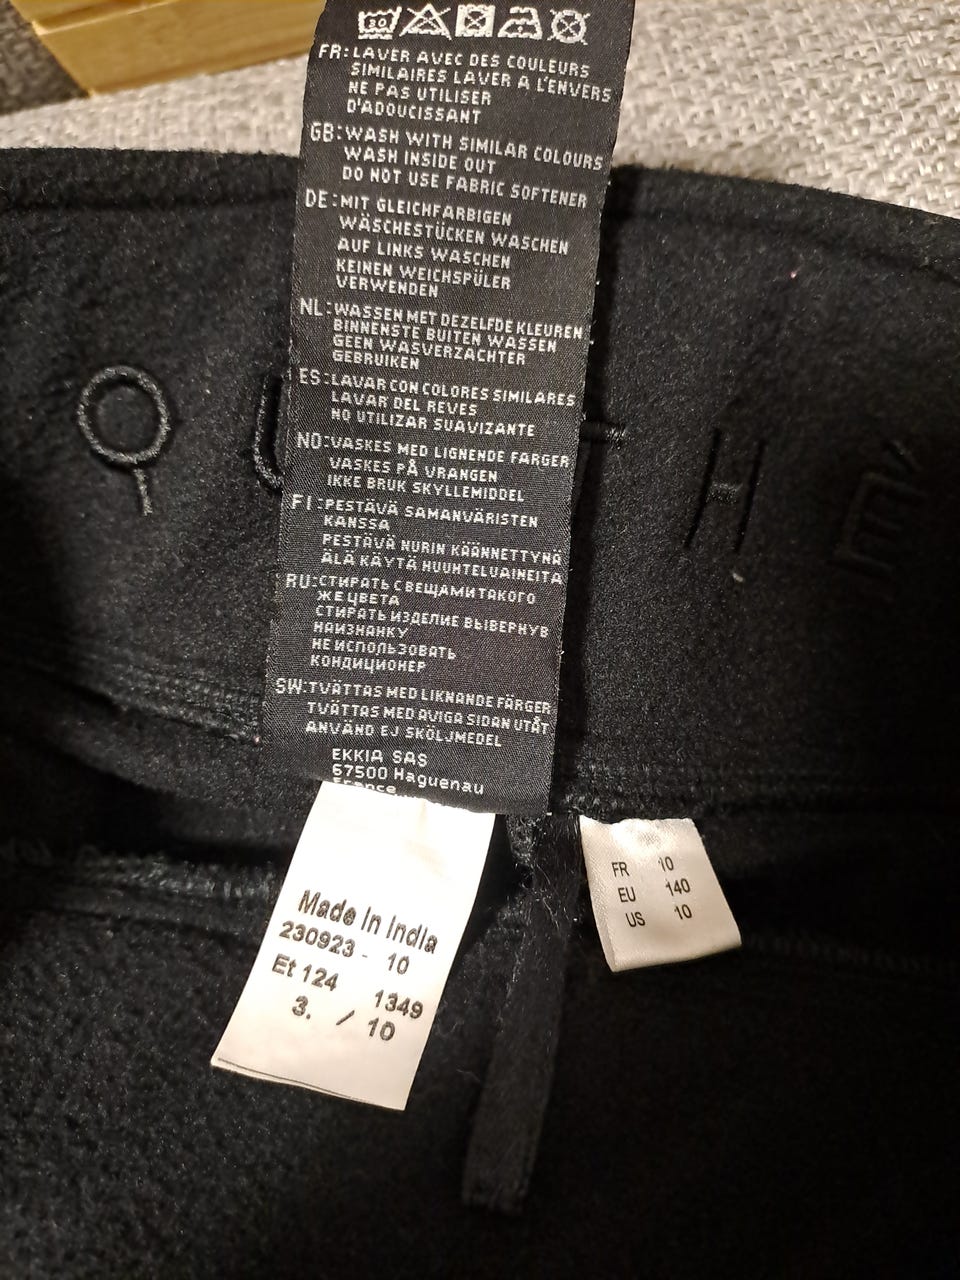 30
FR:LAVER AVEC DES COULEURS
SIMILAIRES LAVER A L'ENVERS
NE PAS UTILISER
D'ADOUCISSANT
GB:WASH WITH SIMILAR COLOURS
WASH INSIDE OUT
DO NOT USE FABRIC SOFTENER
DE:MIT GLEICHFARBIGEN
WÄSCHESTÜCKEN WASCHEN
AUF LINKS WASCHEN
KEINEN WEICHSPÜLER
VERWENDEN
NL:WASSEN MET DEZELFDE KLEUREN
BINNENSTE BUITEN WASSEN
GEEN WASVERZACHTER
GEBRUIKEN
ES:LAVAR CON COLORES SIMILARES
LAVAR DEL REVES
NO UTILIZAR SUAVIZANTE
NO:VASKES MED LIGNENDE FARGER
VASKES PÅ VRANGEN
IKKE BRUK SKYLLEMIDDEL
FI:PESTÄVÄ SAMANVÄRISTEN
KANSSA
PESTÄVÄ NURIN KÄÄNNETTYNÄ
ÄLÄ KÄYTÄ HUUHTELUAINEITA
RU:СТИРАТЬ С ВЕЩАМИ ТАКОГО
ЖЕ ЦВЕТА
СТИРАТЬ ИЗДЕЛИЕ ВЫВЕРНУВ
НАИЗНАНКУ
НЕ ИСПОЛЬЗОВАТЬ
КОНДИЦИОНЕР
SW:TVÄTTAS MED LIKNANDE FÄRGER
TVÄTTAS MED AVIGA SIDAN UTÅT
ANVÄND EJ SKÖLJMEDEL
EKKIA SAS
67500 Haguenau
France
Made In India
230923 - 10
Et 124 1349
3. / 10
FR 10
EU 140
US 10